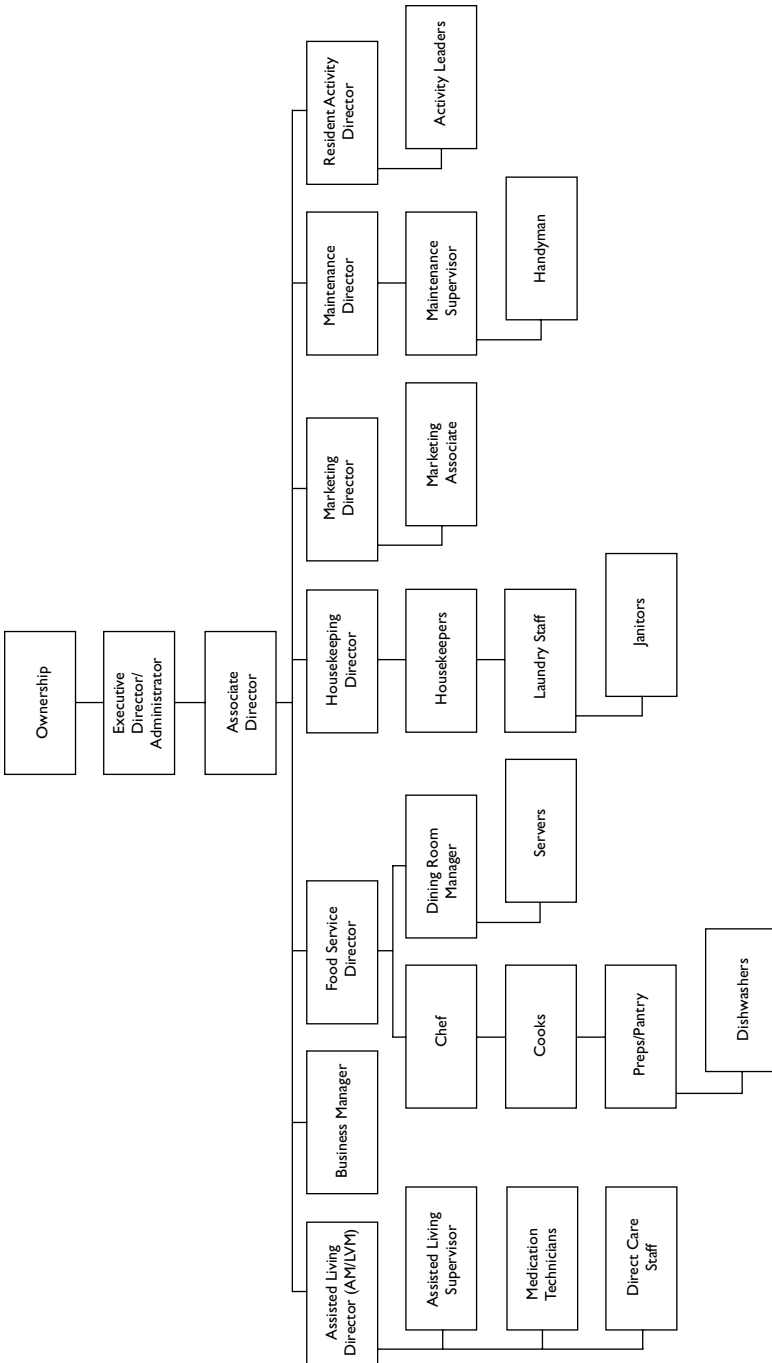 Ownership
Executive
Director/
Administrator
Associate
Director
Assisted Living
Director (AM/LVM)
Business Manager
Food Service
Director
Housekeeping
Director
Marketing
Director
Maintenance
Director
Resident Activity
Director
Assisted Living
Supervisor
Chef
Dining Room
Manager
Housekeepers
Marketing
Associate
Maintenance
Supervisor
Activity Leaders
Medication
Technicians
Cooks
Servers
Laundry Staff
Handyman
Direct Care
Staff
Preps/Pantry
Janitors
Dishwashers